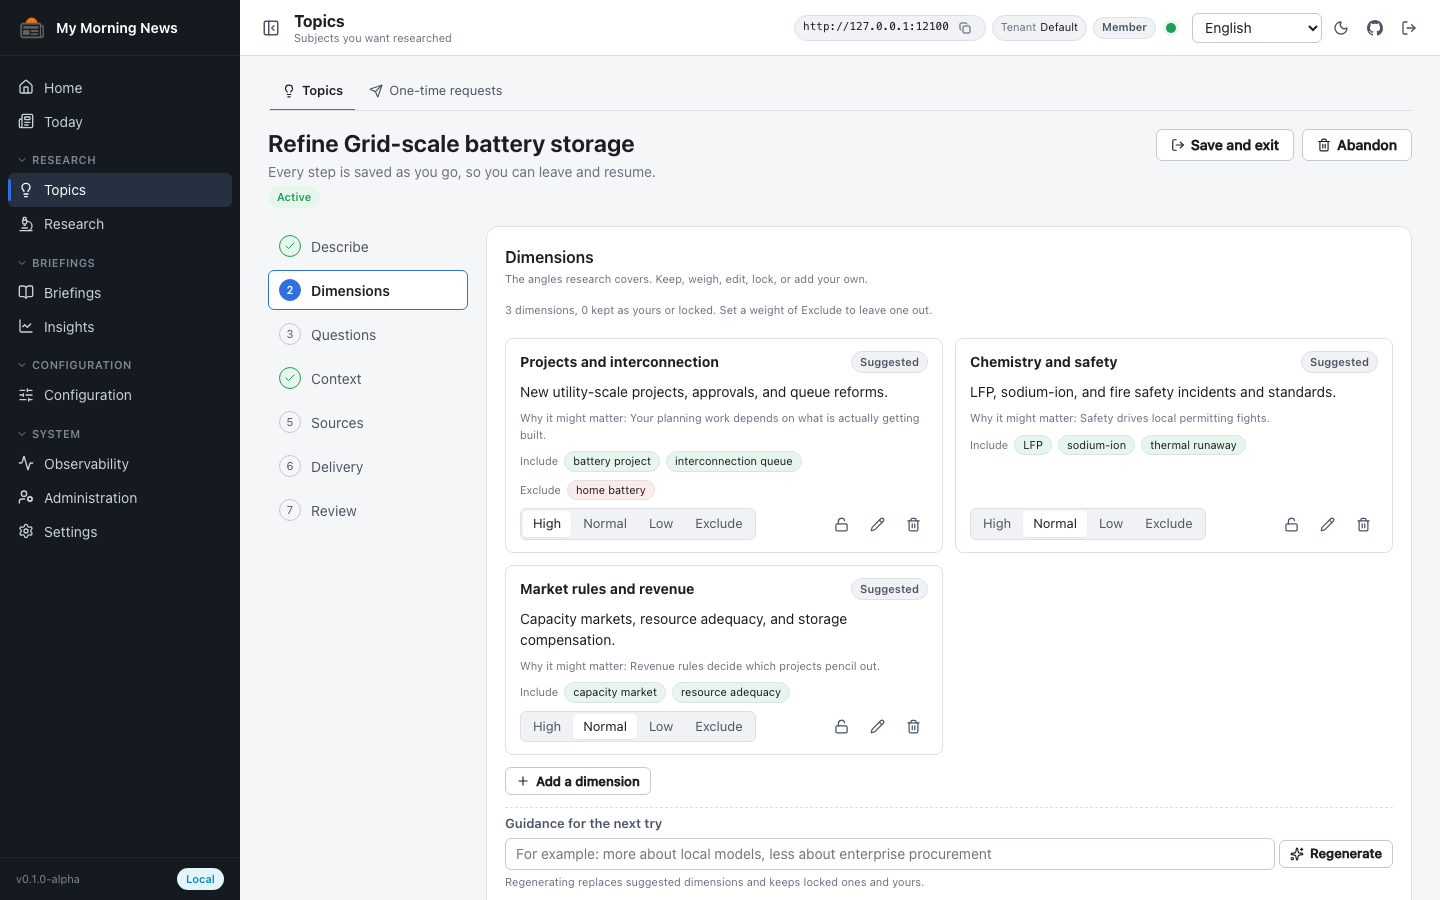 My Morning News
Home
Today
RESEARCH
Topics
Research
BRIEFINGS
Briefings
Insights
CONFIGURATION
Configuration
SYSTEM
Observability
Administration
Settings
v0.1.0-alpha
Local
Topics
Subjects you want researched
http://127.0.0.1:12100
Tenant Default
Member
English
Topics
One-time requests
Refine Grid-scale battery storage
Every step is saved as you go, so you can leave and resume.
Active
Save and exit
Abandon
Describe
2 Dimensions
3 Questions
Context
5 Sources
6 Delivery
7 Review
Dimensions
The angles research covers. Keep, weigh, edit, lock, or add your own.
3 dimensions, 0 kept as yours or locked. Set a weight of Exclude to leave one out.
Projects and interconnection
Suggested
New utility-scale projects, approvals, and queue reforms.
Why it might matter: Your planning work depends on what is actually getting
built.
Include battery project interconnection queue
Exclude home battery
High Normal Low Exclude
Chemistry and safety
Suggested
LFP, sodium-ion, and fire safety incidents and standards.
Why it might matter: Safety drives local permitting fights.
Include LFP sodium-ion thermal runaway
High Normal Low Exclude
Market rules and revenue
Suggested
Capacity markets, resource adequacy, and storage
compensation.
Why it might matter: Revenue rules decide which projects pencil out.
Include capacity market resource adequacy
High Normal Low Exclude
Add a dimension
Guidance for the next try
For example: more about local models, less about enterprise procurement
Regenerate
Regenerating replaces suggested dimensions and keeps locked ones and yours.